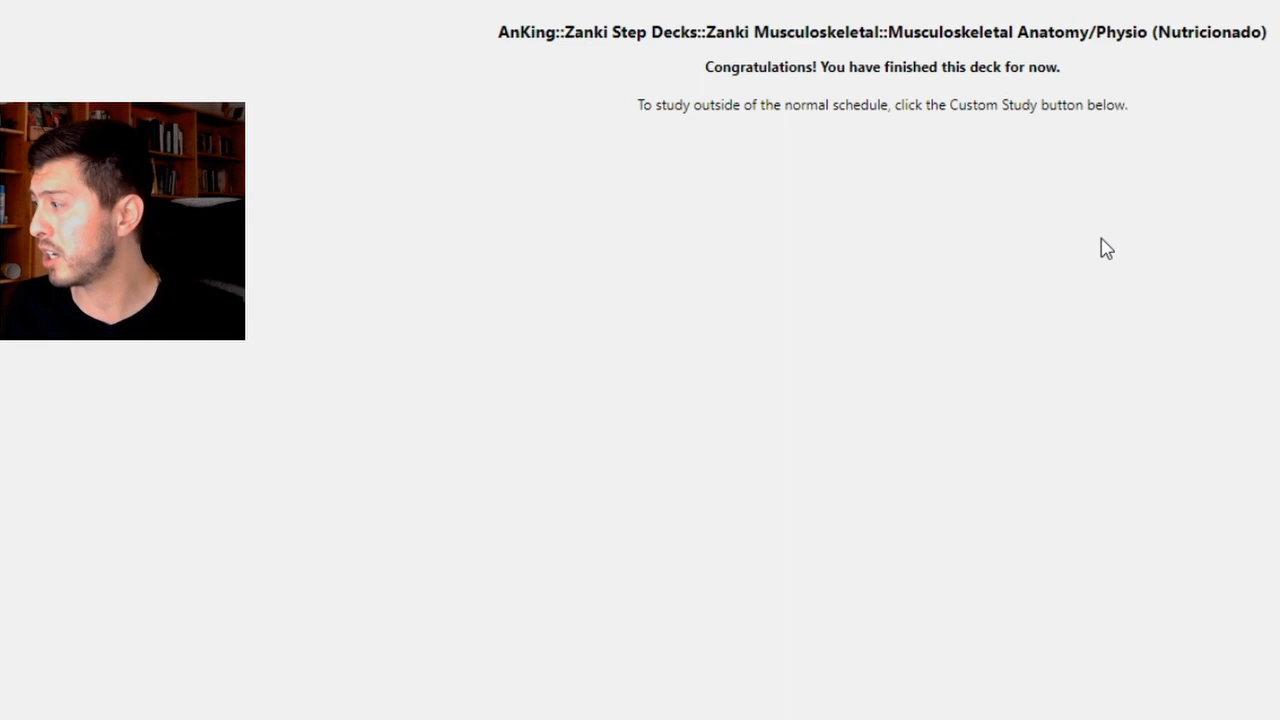 AnKing::Zanki Step Decks::Zanki Musculoskeletal::Musculoskeletal Anatomy/Physio (Nutricionado)
Congratulations! You have finished this deck for now.
To study outside of the normal schedule, click the Custom Study button below.